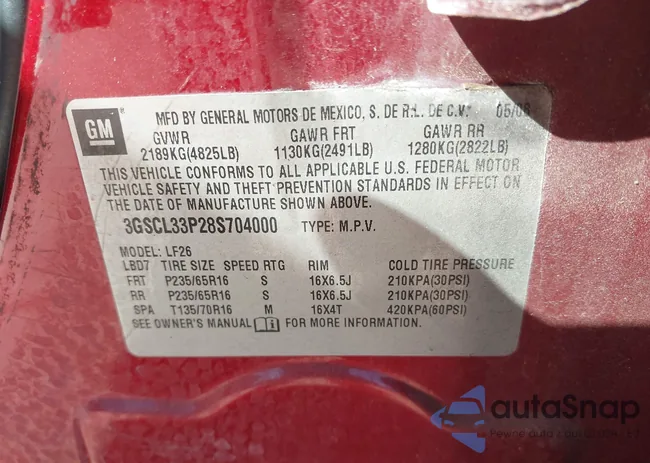 GM
MFD BY GENERAL MOTORS DE MEXICO, S. DE R.L. DE C.V. 05/08
GVWR GAWR FRT GAWR RR
2189KG(4825LB) 1130KG(2491LB) 1280KG(2822LB)
THIS VEHICLE CONFORMS TO ALL APPLICABLE U.S. FEDERAL MOTOR
VEHICLE SAFETY AND THEFT PREVENTION STANDARDS IN EFFECT ON
THE DATE OF MANUFACTURE SHOWN ABOVE.
3GSCL33P28S704000 TYPE: M.P.V.
MODEL: LF26
LBD7 TIRE SIZE SPEED RTG RIM COLD TIRE PRESSURE
FRT P235/65R16 S 16X6.5J 210KPA(30PSI)
RR P235/65R16 S 16X6.5J 210KPA(30PSI)
SPA T135/70R16 M 16X4T 420KPA(60PSI)
SEE OWNER'S MANUAL FOR MORE INFORMATION.
autaSnap
Pewne auta